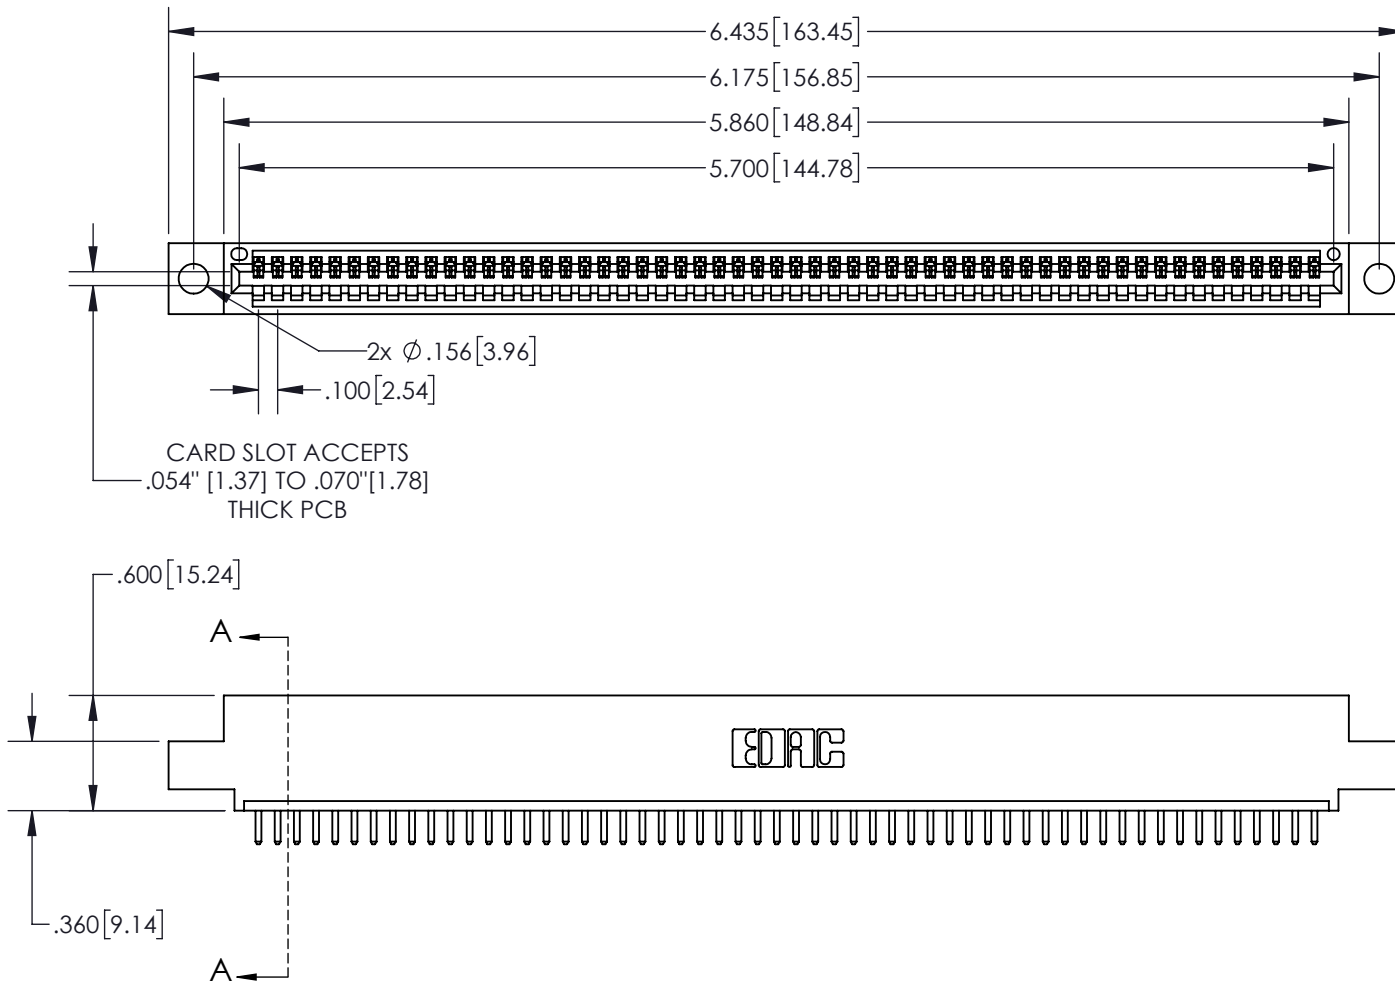 6.435[163.45]
6.175[156.85]
5.860[148.84]
5.700[144.78]
2x Ø.156[3.96]
.100[2.54]
CARD SLOT ACCEPTS
.054" [1.37] TO .070"[1.78]
THICK PCB
.600[15.24]
A
EDAC
.360[9.14]
A